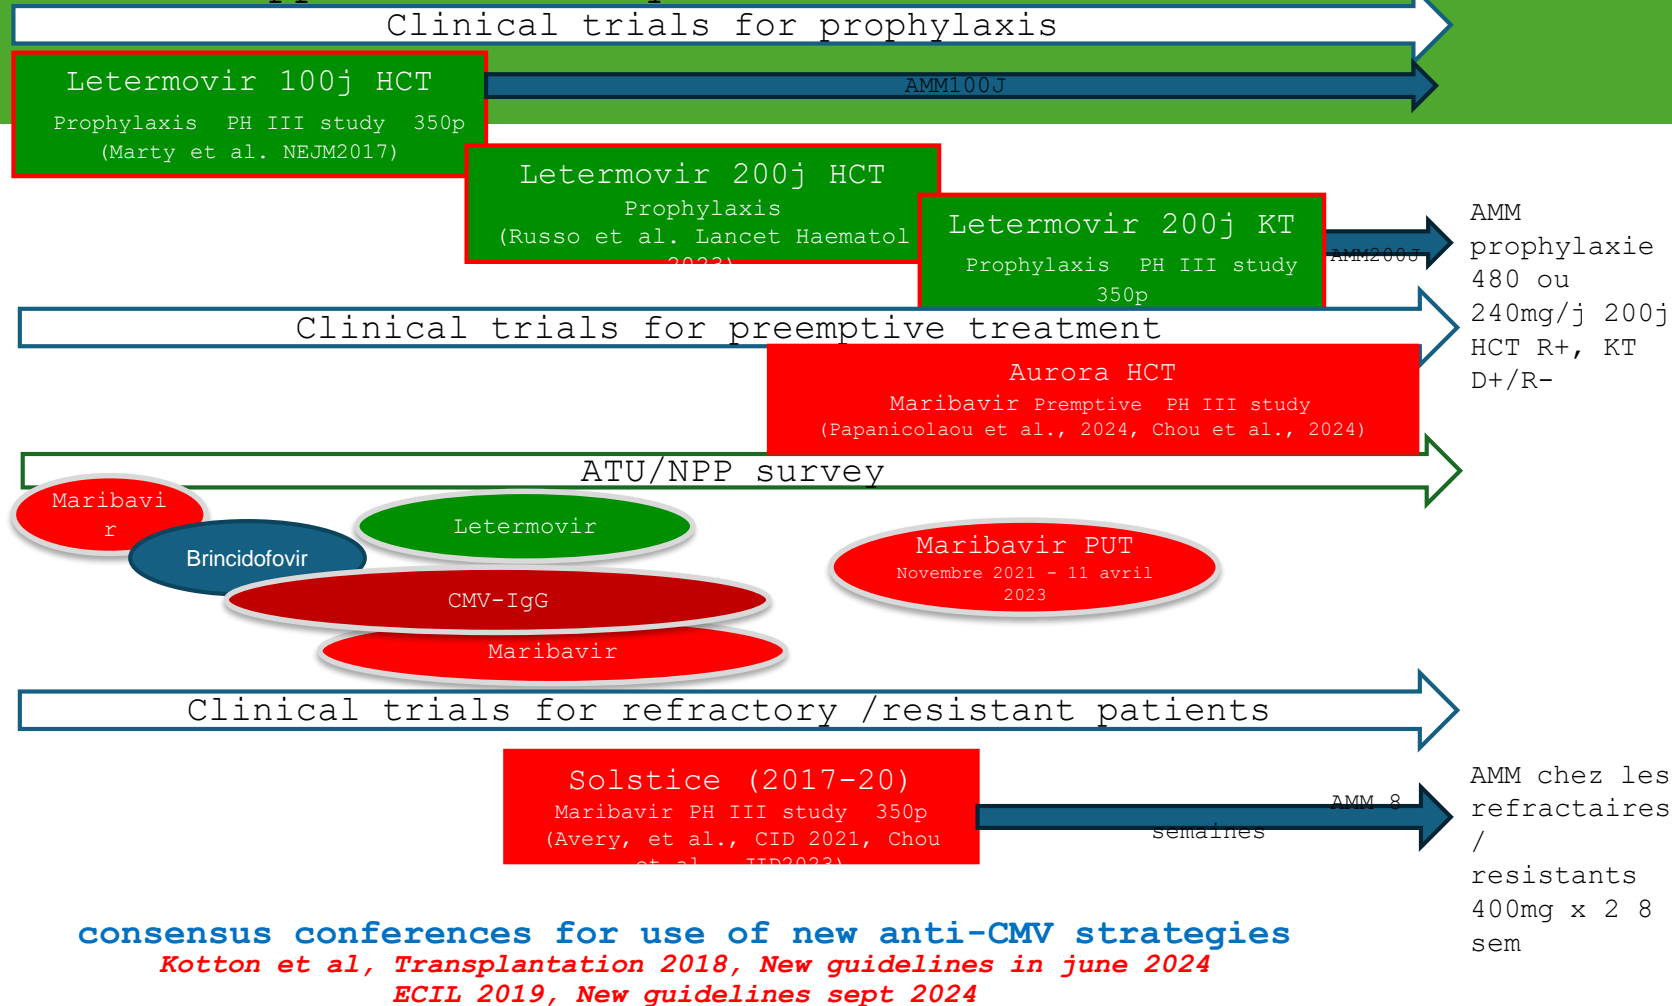 Clinical trials for prophylaxis
Letermovir 100j HCT
Prophylaxis PH III study 350p
(Marty et al. NEJM2017)
AMM100J
Letermovir 200j HCT
Prophylaxis
(Russo et al. Lancet Haematol
2023)
Letermovir 200j KT
Prophylaxis PH III study
350p
AMM200J
AMM
prophylaxie
480 ou
240mg/j 200j
HCT R+, KT
D+/R-
Clinical trials for preemptive treatment
Aurora HCT
Maribavir Premptive PH III study
(Papanicolaou et al., 2024, Chou et al., 2024)
ATU/NPP survey
Maribavi
r
Brincidofovir
Letermovir
CMV-IgG
Maribavir
Maribavir PUT
Novembre 2021 - 11 avril
2023
Clinical trials for refractory /resistant patients
Solstice (2017-20)
Maribavir PH III study 350p
(Avery, et al., CID 2021, Chou
et al., JID2023)
AMM 8
semaines
AMM chez les
refractaires
/
resistants
400mg x 2 8
sem
consensus conferences for use of new anti-CMV strategies
Kotton et al, Transplantation 2018, New guidelines in june 2024
ECIL 2019, New guidelines sept 2024